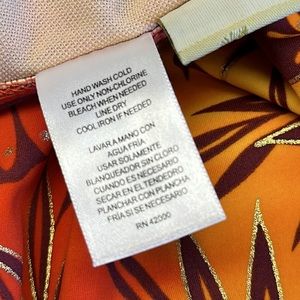 HAND WASH COLD
USE ONLY NON-CHLORINE
BLEACH WHEN NEEDED
LINE DRY
COOL IRON IF NEEDED
LAVAR A MANO CON
AGUA FRÍA
USAR SOLAMENTE
BLANQUEADOR SIN CLORO
CUANDO ES NECESARIO
SECAR EN EL TENDEDERO
PLANCHAR CON PLANCHA
FRÍA SI SE NECESARIO
RN 42000